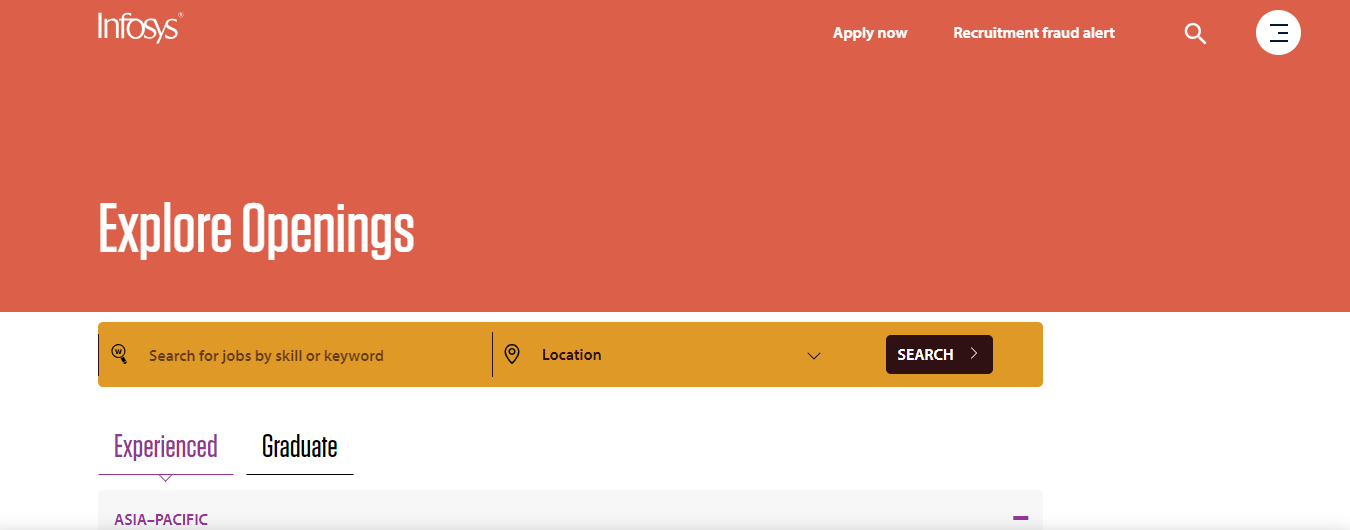 Infosys®
Apply now
Recruitment fraud alert
Explore Openings
Search for jobs by skill or keyword
Location
SEARCH
Experienced
Graduate
ASIA–PACIFIC